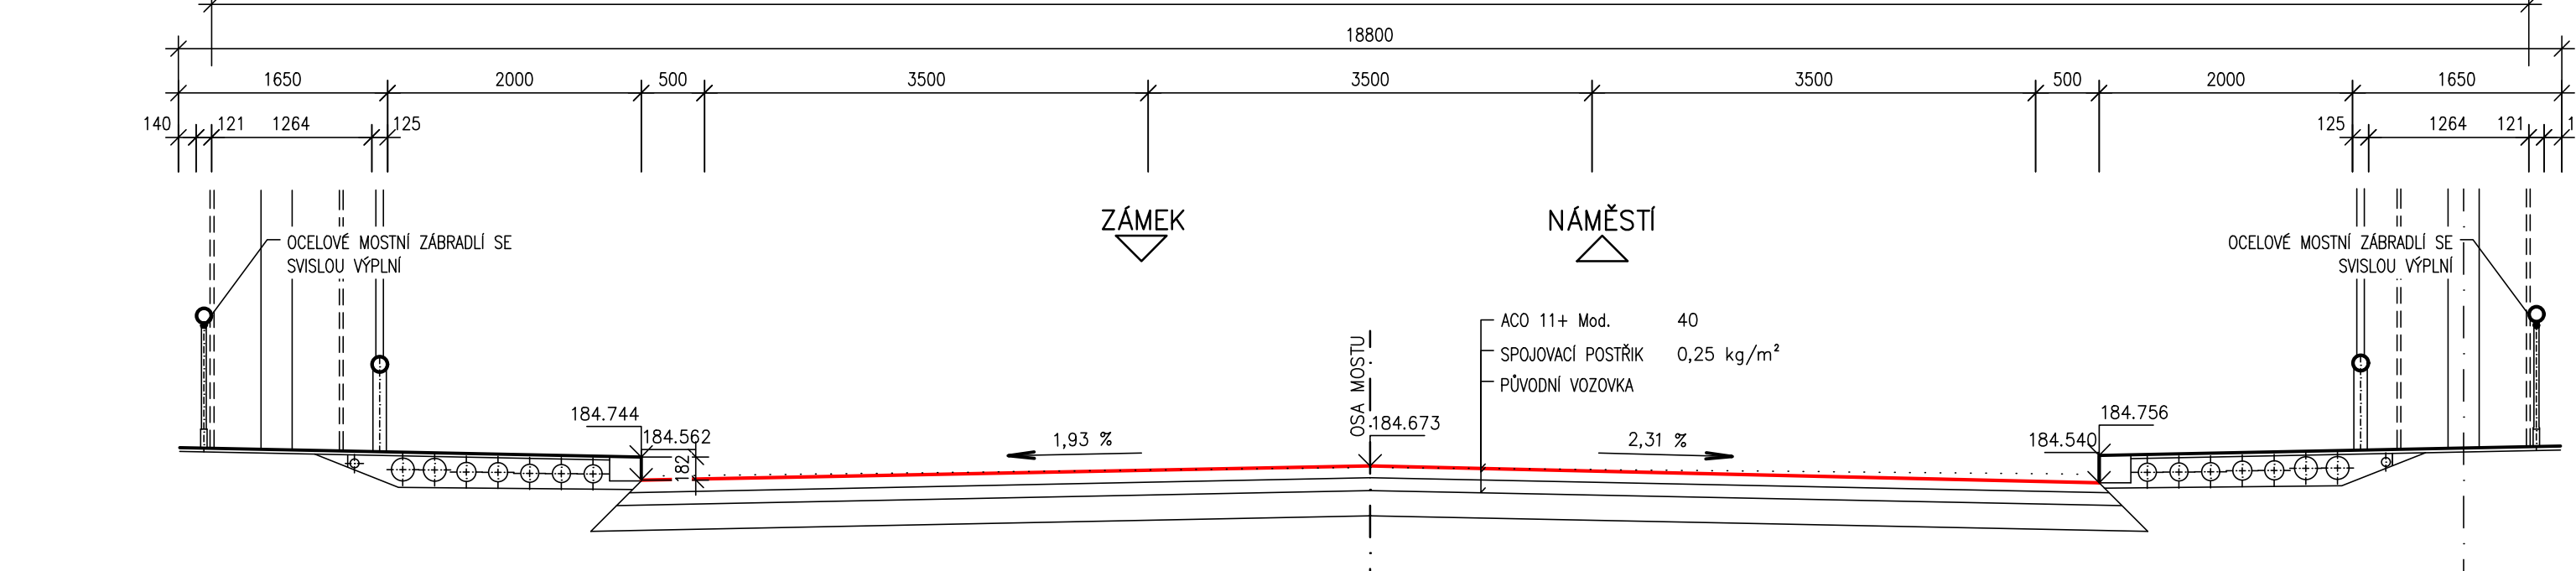 18800
1650 2000 500 3500 3500 3500 500 2000 1650
140 121 1264 125 125 1264 121
ZÁMEK NÁMĚSTÍ
OCELOVÉ MOSTNÍ ZÁBRADLÍ SE
SVISLOU VÝPLNÍ
OCELOVÉ MOSTNÍ ZÁBRADLÍ SE
SVISLOU VÝPLNÍ
ACO 11+ Mod. 40
SPOJOVACÍ POSTŘIK 0,25 kg/m²
PŮVODNÍ VOZOVKA
OSA MOSTU
184.744
184.562
182
1,93 %
184.673
2,31 %
184.756
184.540